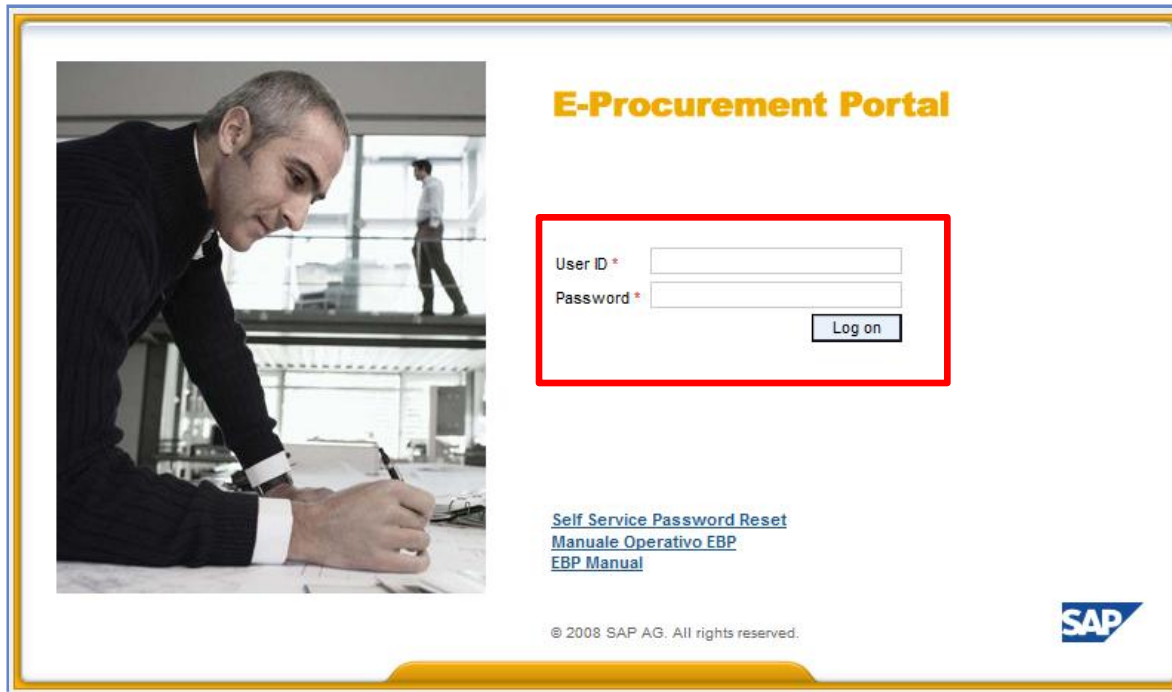 E-Procurement Portal
User ID *
Password *
Log on
Self Service Password Reset
Manuale Operativo EBP
EBP Manual
© 2008 SAP AG. All rights reserved.
SAP